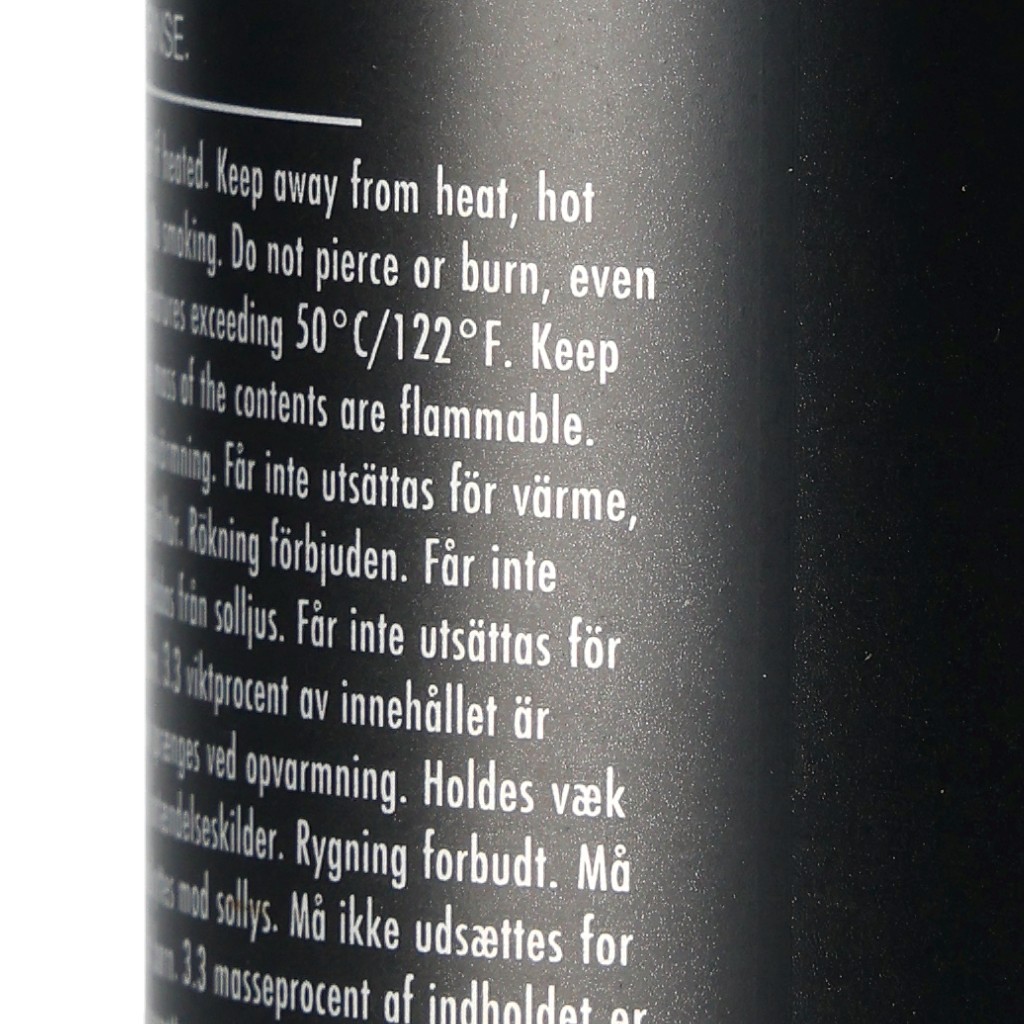 heated. Keep away from heat, hot
smoking. Do not pierce or burn, even
exceeding 50°C/122°F. Keep
of the contents are flammable.
Får inte utsättas för värme,
Rökning förbjuden. Får inte
från solljus. Får inte utsättas för
3.3 viktprocent av innehållet är
ved opvarmning. Holdes væk
Rygning forbudt. Må
mod sollys. Må ikke udsættes for
3.3 masseprocent af indholdet er